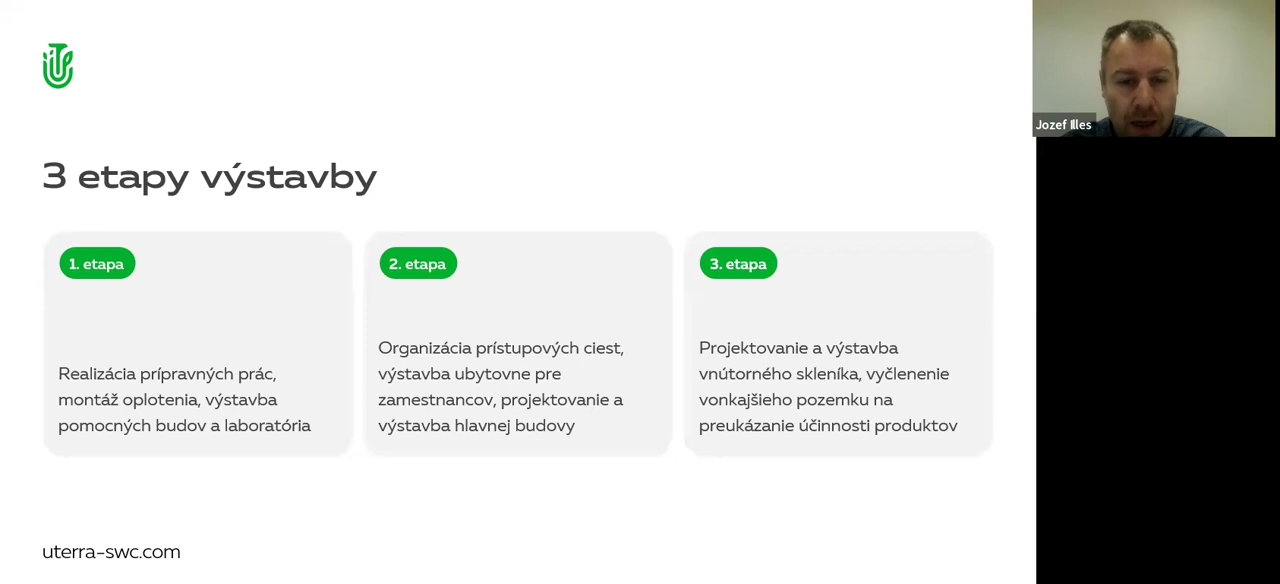 Jozef Illes
3 etapy výstavby
1. etapa
Realizácia prípravných prác,
montáž oplotenia, výstavba
pomocných budov a laboratória
2. etapa
Organizácia prístupových ciest,
výstavba ubytovne pre
zamestnancov, projektovanie a
výstavba hlavnej budovy
3. etapa
Projektovanie a výstavba
vnútorného skleníka, vyčlenenie
vonkajšieho pozemku na
preukázanie účinnosti produktov
uterra-swc.com